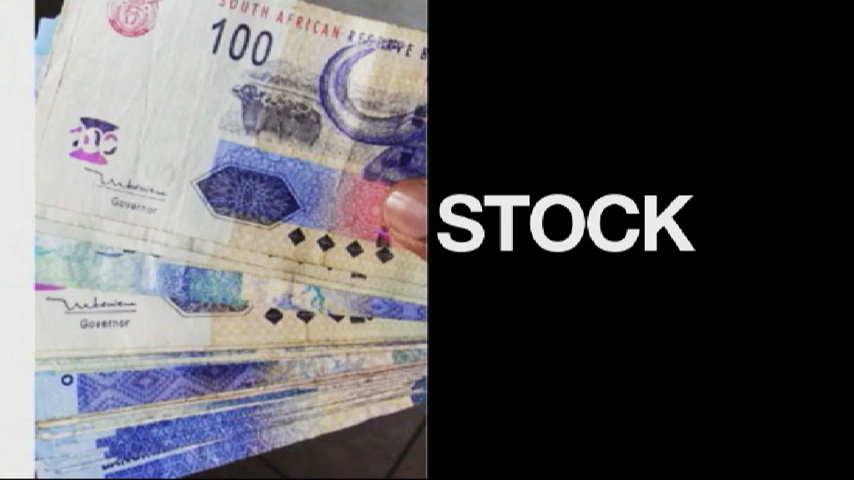 SOUTH AFRICAN RESERVE B
100
Governor
Governor
STOCK